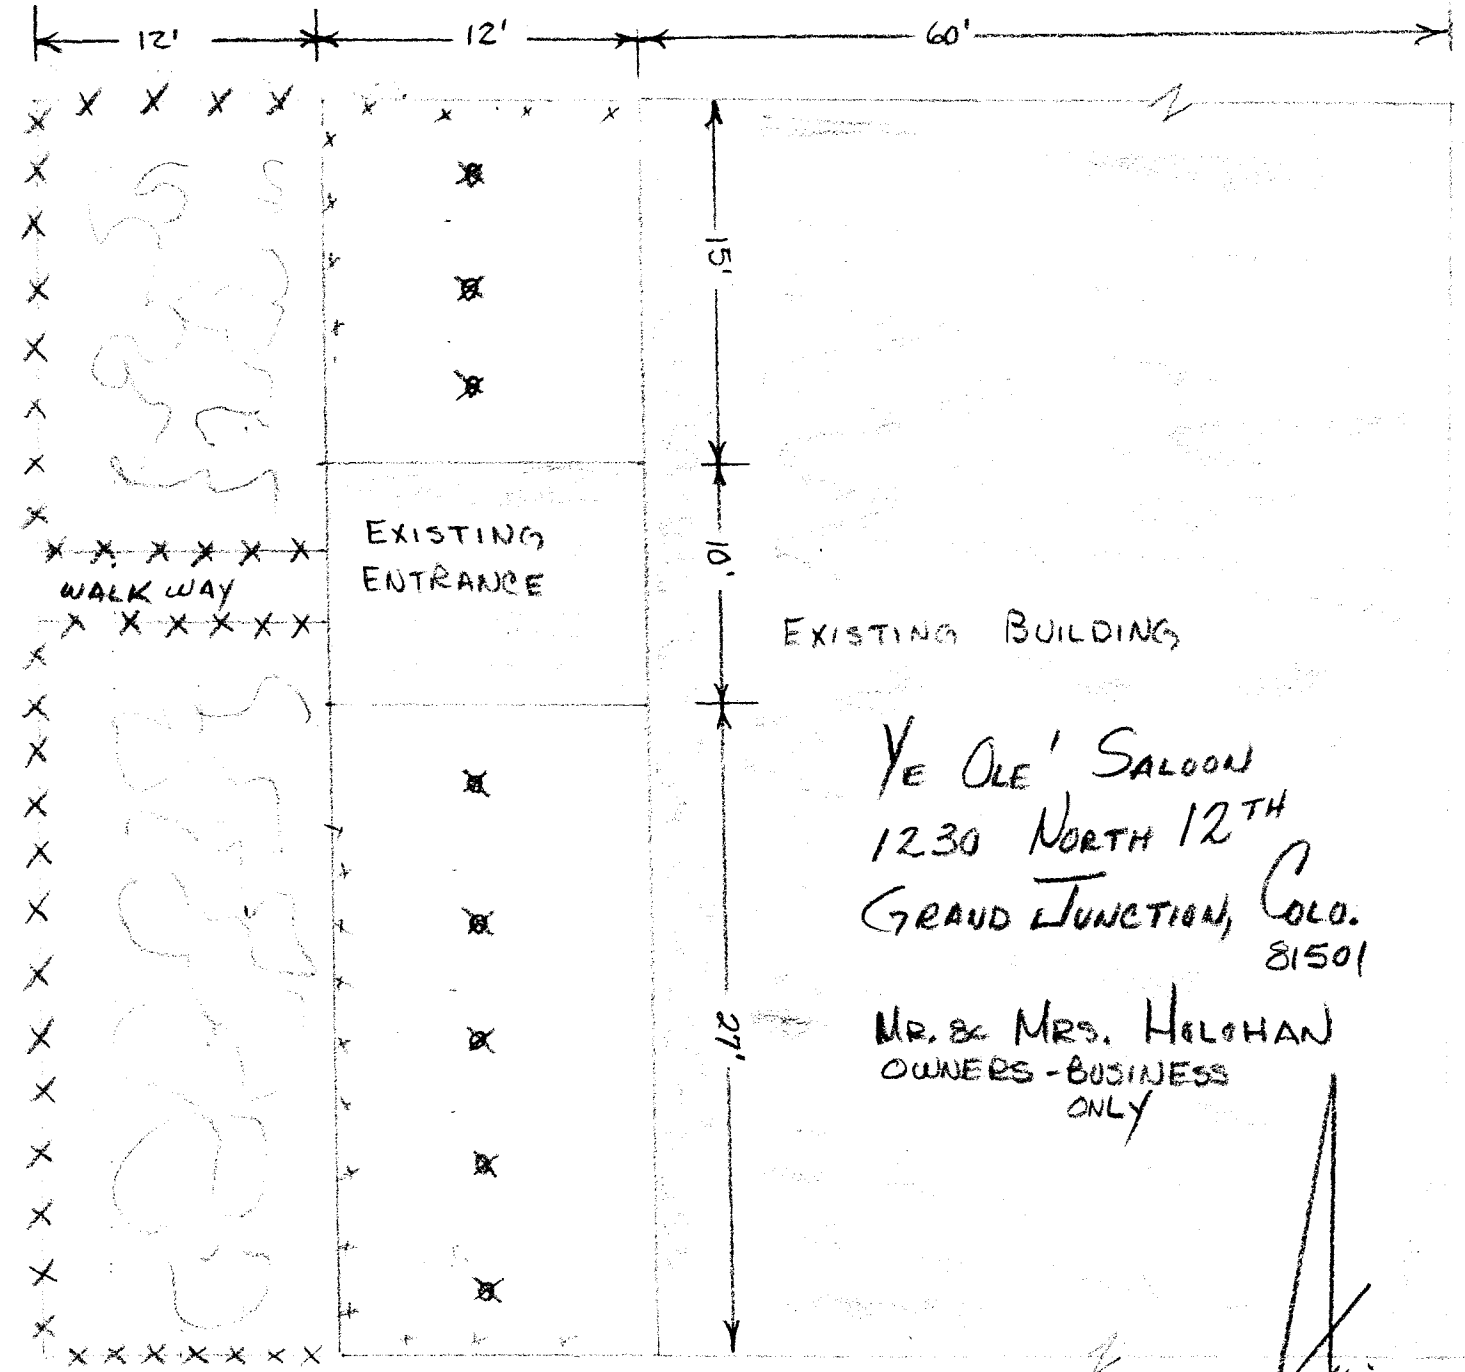 12' 12' 60'
15'
EXISTING
ENTRANCE
10'
WALK WAY
EXISTING BUILDING
YE OLE' SALOON
1230 NORTH 12TH
GRAND JUNCTION, COLO.
81501
MR. & MRS. HOLOHAN
OWNERS - BUSINESS
ONLY
27'